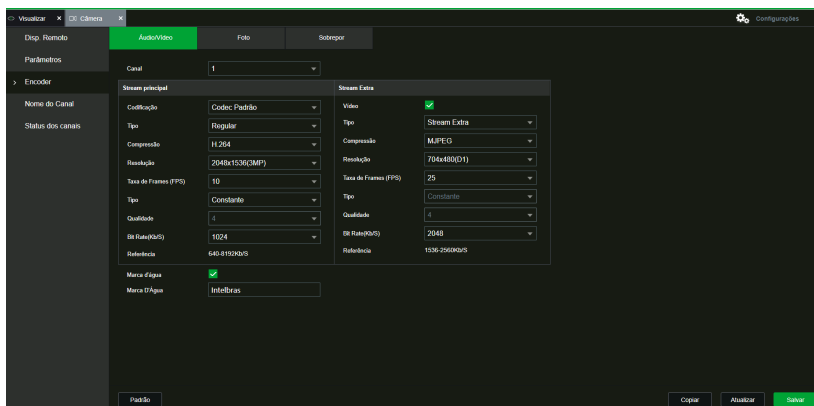 Visualizar × Câmera ×
Configurações
Disp. Remoto
Parâmetros
> Encoder
Nome do Canal
Status dos canais
Áudio/Vídeo Foto Sobrepor
Canal 1
Stream principal
Codificação Codec Padrão
Tipo Regular
Compressão H.264
Resolução 2048x1536(3MP)
Taxa de Frames (FPS) 10
Tipo Constante
Qualidade 4
Bit Rate(Kb/S) 1024
Referência 640-8192Kb/S
Stream Extra
Vídeo
Tipo Stream Extra
Compressão MJPEG
Resolução 704x480(D1)
Taxa de Frames (FPS) 25
Tipo Constante
Qualidade 4
Bit Rate(Kb/S) 2048
Referência 1536-2560Kb/S
Marca d'água
Marca D'Água Intelbras
Padrão Copiar Atualizar Salvar